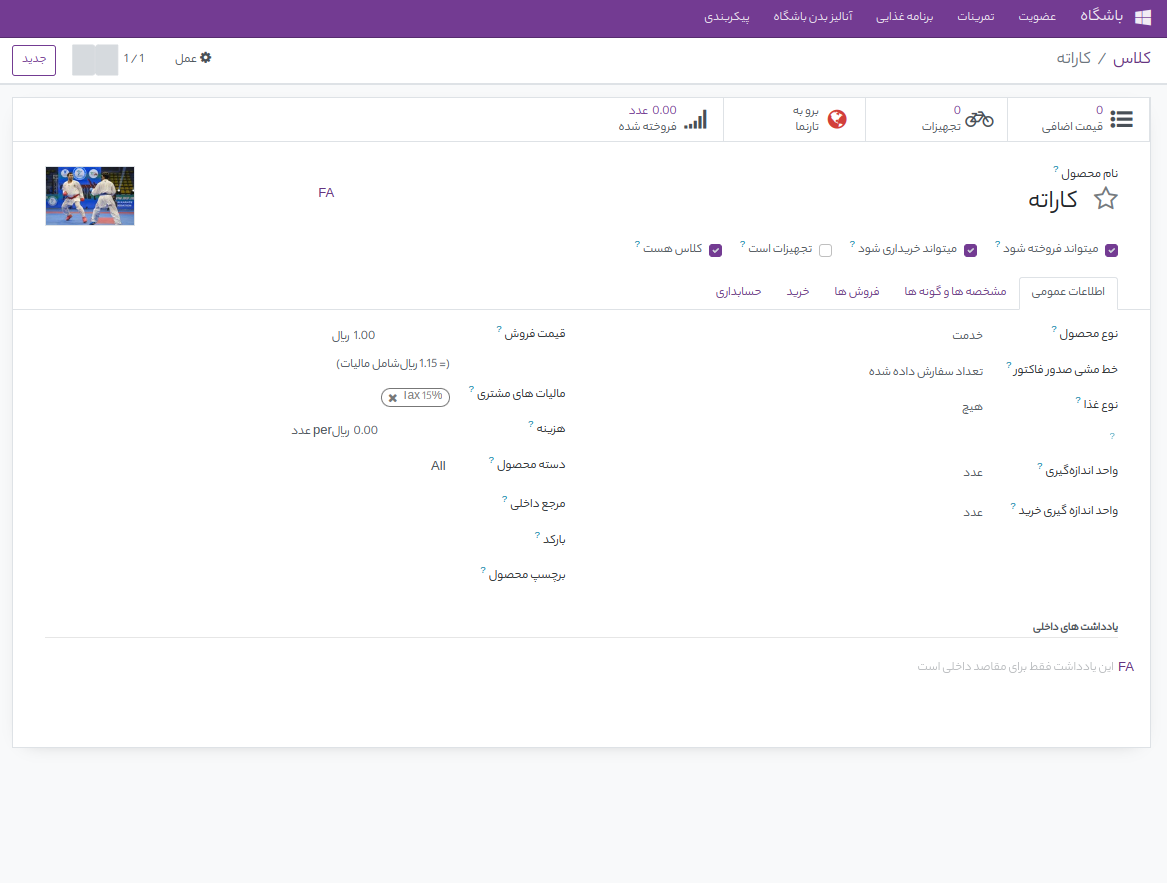 باشگاه عضویت تمرینات برنامه غذایی آنالیز بدن باشگاه پیکربندی
کلاس / کاراته
عمل
1 / 1
جدید
0
قیمت اضافی
0
تجهیزات
برو به
تارنما
0.00 عدد
فروخته شده
نام محصول ?
کاراته
FA
میتواند فروخته شود ?
میتواند خریداری شود ?
تجهیزات است ?
کلاس هست ?
اطلاعات عمومی مشخصه ها و گونه ها فروش ها خرید حسابداری
نوع محصول ? خدمت
خط مشی صدور فاکتور ? تعداد سفارش داده شده
نوع غذا ? هیچ
?
واحد اندازه‌گیری ? عدد
واحد اندازه گیری خرید ? عدد
قیمت فروش ? 1.00 ریال
(= 1.15 ریال شامل مالیات)
مالیات های مشتری ? Tax 15%
هزینه ? 0.00 ریال per عدد
دسته محصول ? All
مرجع داخلی ?
بارکد ?
برچسپ محصول ?
یادداشت های داخلی
FA این یادداشت فقط برای مقاصد داخلی است